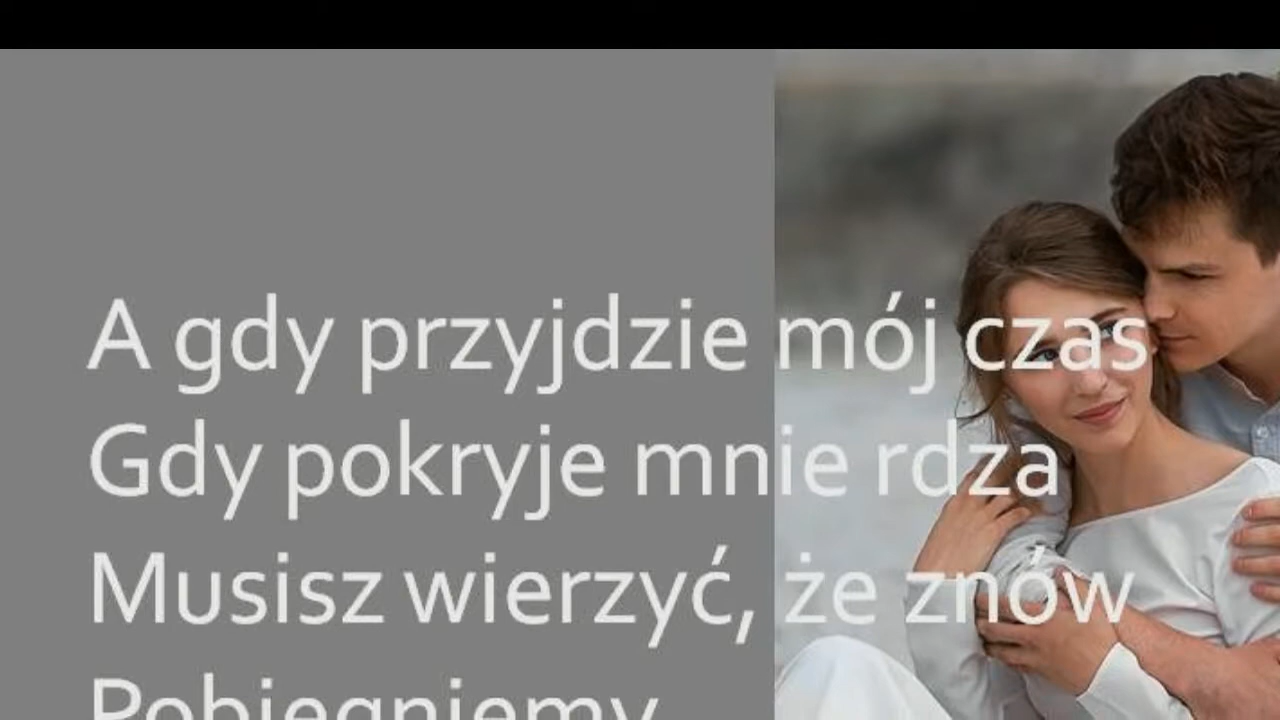 A gdy przyjdzie mój czas
Gdy pokryje mnie rdza
Musisz wierzyć, że znów
Pobiegniemy